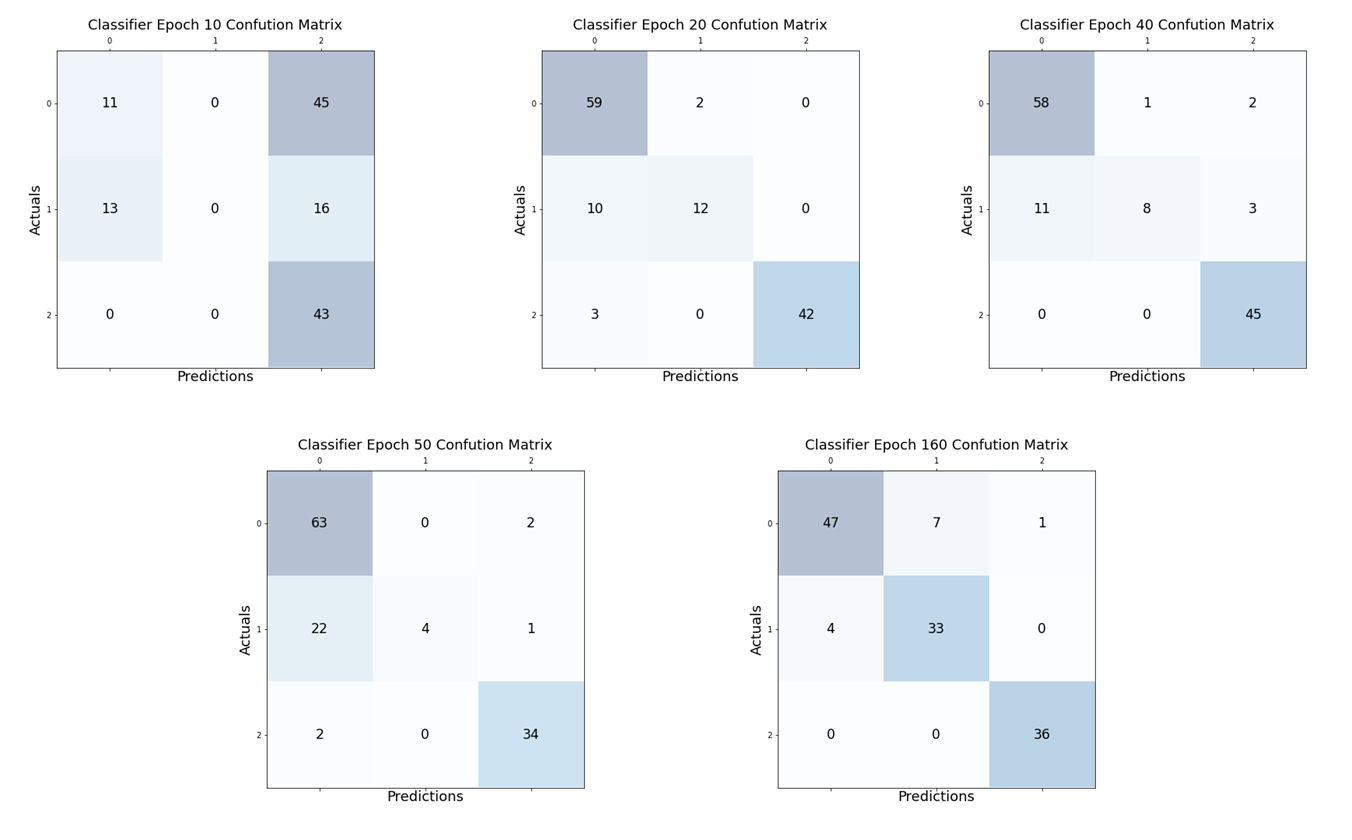 Classifier Epoch 10 Confution Matrix
0 1 2
0 11 0 45
1 13 0 16
2 0 0 43
Actuals
Predictions
Classifier Epoch 20 Confution Matrix
0 1 2
0 59 2 0
1 10 12 0
2 3 0 42
Actuals
Predictions
Classifier Epoch 40 Confution Matrix
0 1 2
0 58 1 2
1 11 8 3
2 0 0 45
Actuals
Predictions
Classifier Epoch 50 Confution Matrix
0 1 2
0 63 0 2
1 22 4 1
2 2 0 34
Actuals
Predictions
Classifier Epoch 160 Confution Matrix
0 1 2
0 47 7 1
1 4 33 0
2 0 0 36
Actuals
Predictions